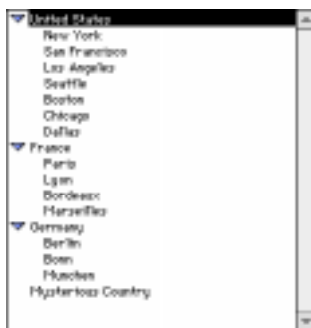 United States
New York
San Francisco
Los Angeles
Seattle
Boston
Chicago
Dallas
France
Paris
Lyon
Bordeaux
Marseilles
Germany
Berlin
Bonn
Munchen
Mysterious Country